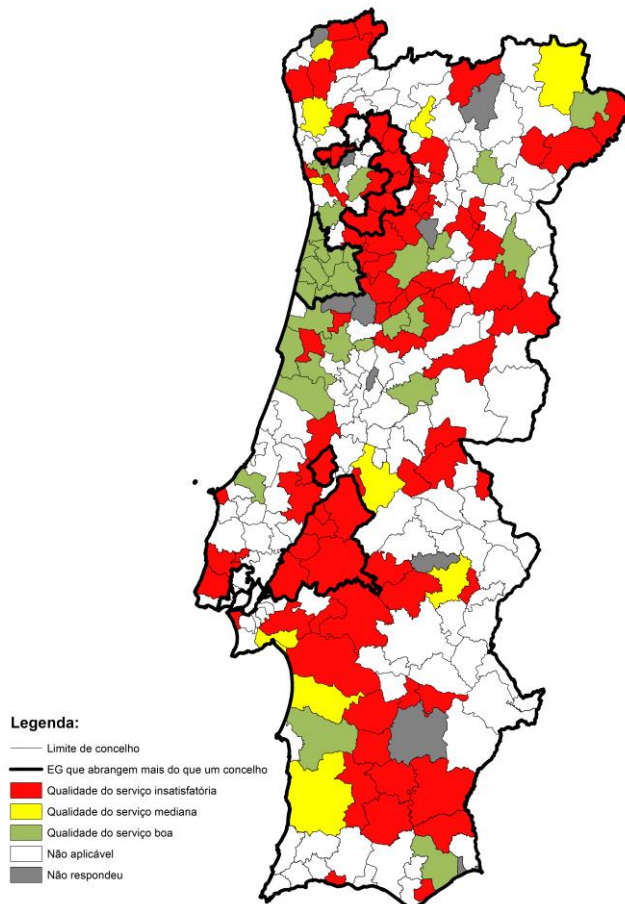 Legenda:
Limite de concelho
EG que abrangem mais do que um concelho
Qualidade do serviço insatisfatória
Qualidade do serviço mediana
Qualidade do serviço boa
Não aplicável
Não respondeu